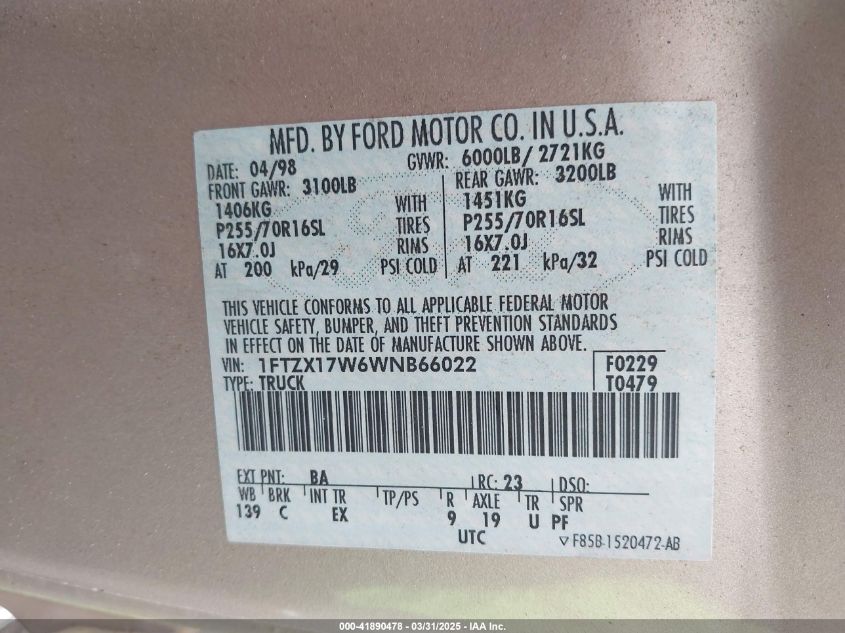 MFD. BY FORD MOTOR CO. IN U.S.A.
DATE: 04/98 GVWR: 6000LB/ 2721KG
FRONT GAWR: 3100LB REAR GAWR: 3200LB
1406KG WITH 1451KG WITH
P255/70R16SL TIRES P255/70R16SL TIRES
16X7.0J RIMS 16X7.0J RIMS
AT 200 kPa/29 PSI COLD AT 221 kPa/32 PSI COLD
THIS VEHICLE CONFORMS TO ALL APPLICABLE FEDERAL MOTOR
VEHICLE SAFETY, BUMPER, AND THEFT PREVENTION STANDARDS
IN EFFECT ON THE DATE OF MANUFACTURE SHOWN ABOVE.
VIN: 1FTZX17W6WNB66022 F0229
TYPE: TRUCK T0479
EXT PNT: BA RC: 23 DSO:
WB BRK INT TR TP/PS R AXLE TR SPR
139 C EX 9 19 U PF
UTC F85B-1520472-AB
000-41890478 - 03/31/2025 - IAA Inc.